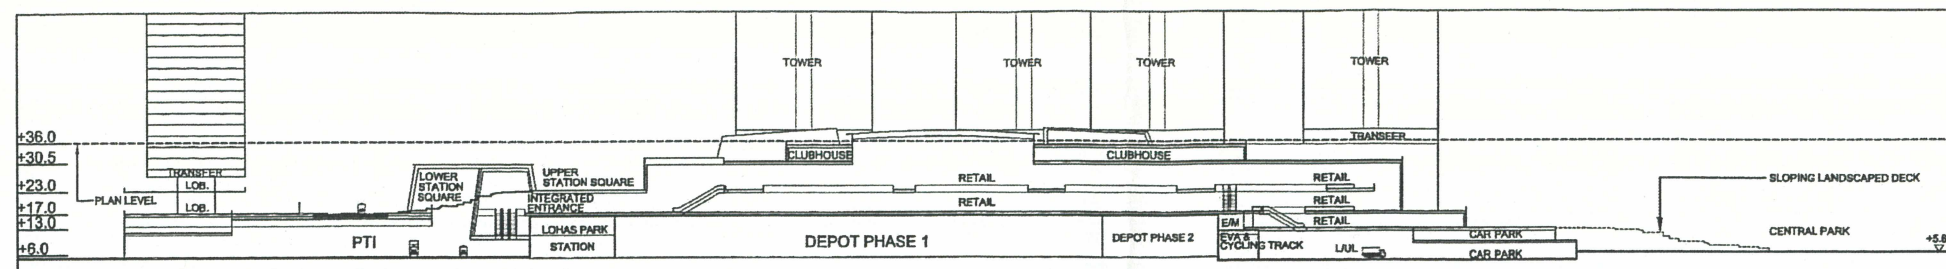 TOWER
TOWER
TOWER
TOWER
+36.0
TRANSFER
+30.5
CLUBHOUSE
CLUBHOUSE
TRANSFER
LOB.
LOWER
STATION
SQUARE
UPPER
STATION SQUARE
RETAIL
RETAIL
SLOPING LANDSCAPED DECK
+23.0
PLAN LEVEL
INTEGRATED
ENTRANCE
RETAIL
RETAIL
+17.0
LOB.
+13.0
LOHAS PARK
STATION
E/M
RETAIL
PTI
DEPOT PHASE 1
DEPOT PHASE 2
EVA &
CYCLING TRACK
L/UL
CAR PARK
CENTRAL PARK
+5.8
+6.0
CAR PARK